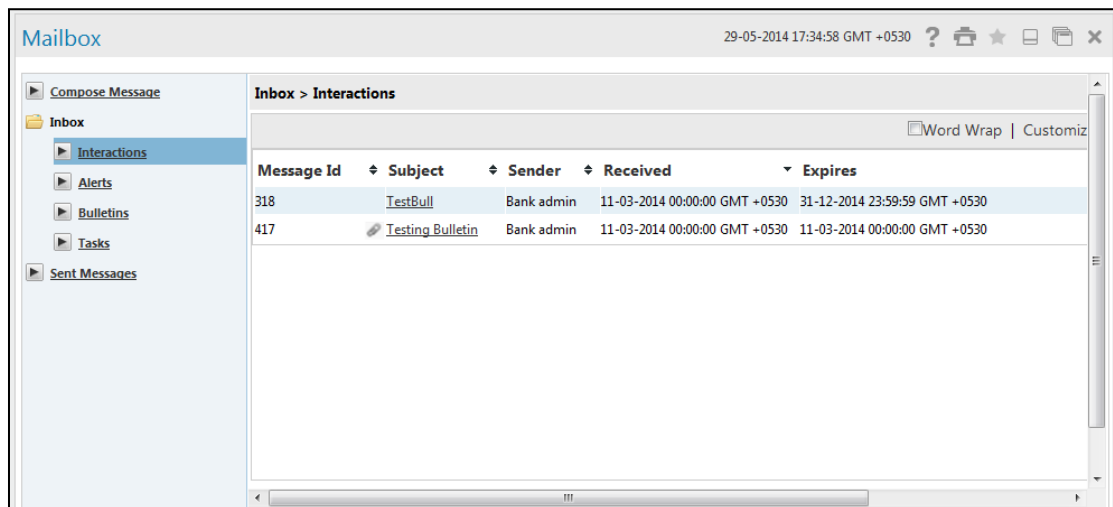 Mailbox
29-05-2014 17:34:58 GMT +0530 ?
Compose Message
Inbox
Interactions
Alerts
Bulletins
Tasks
Sent Messages
Inbox > Interactions
Word Wrap | Customiz
Message Id Subject Sender Received Expires
318 TestBull Bank admin 11-03-2014 00:00:00 GMT +0530 31-12-2014 23:59:59 GMT +0530
417 Testing Bulletin Bank admin 11-03-2014 00:00:00 GMT +0530 11-03-2014 00:00:00 GMT +0530